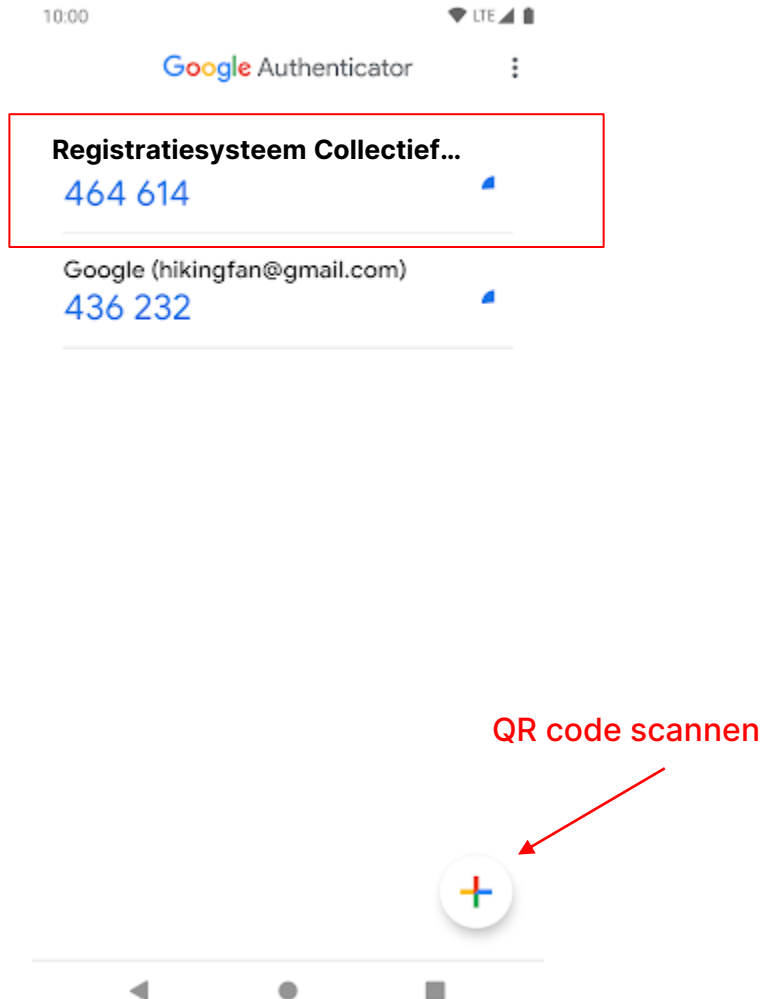 10:00 LTE
Google Authenticator
Registratiesysteem Collectief...
464 614
Google (hikingfan@gmail.com)
436 232
QR code scannen